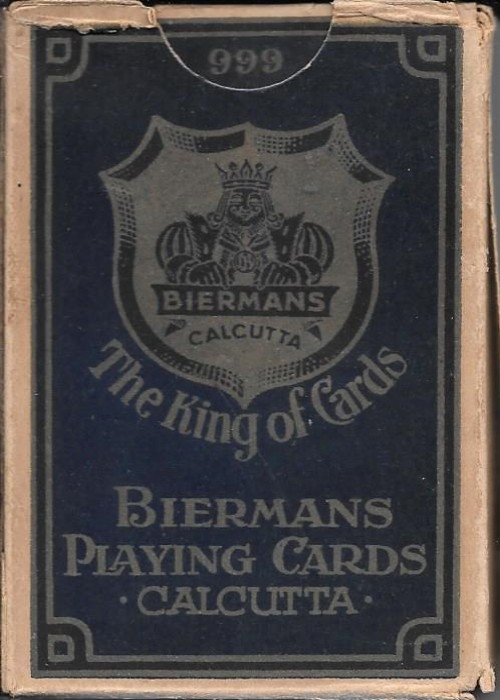 999
BIERMANS
CALCUTTA
The King of Cards
BIERMANS
PLAYING CARDS
· CALCUTTA ·